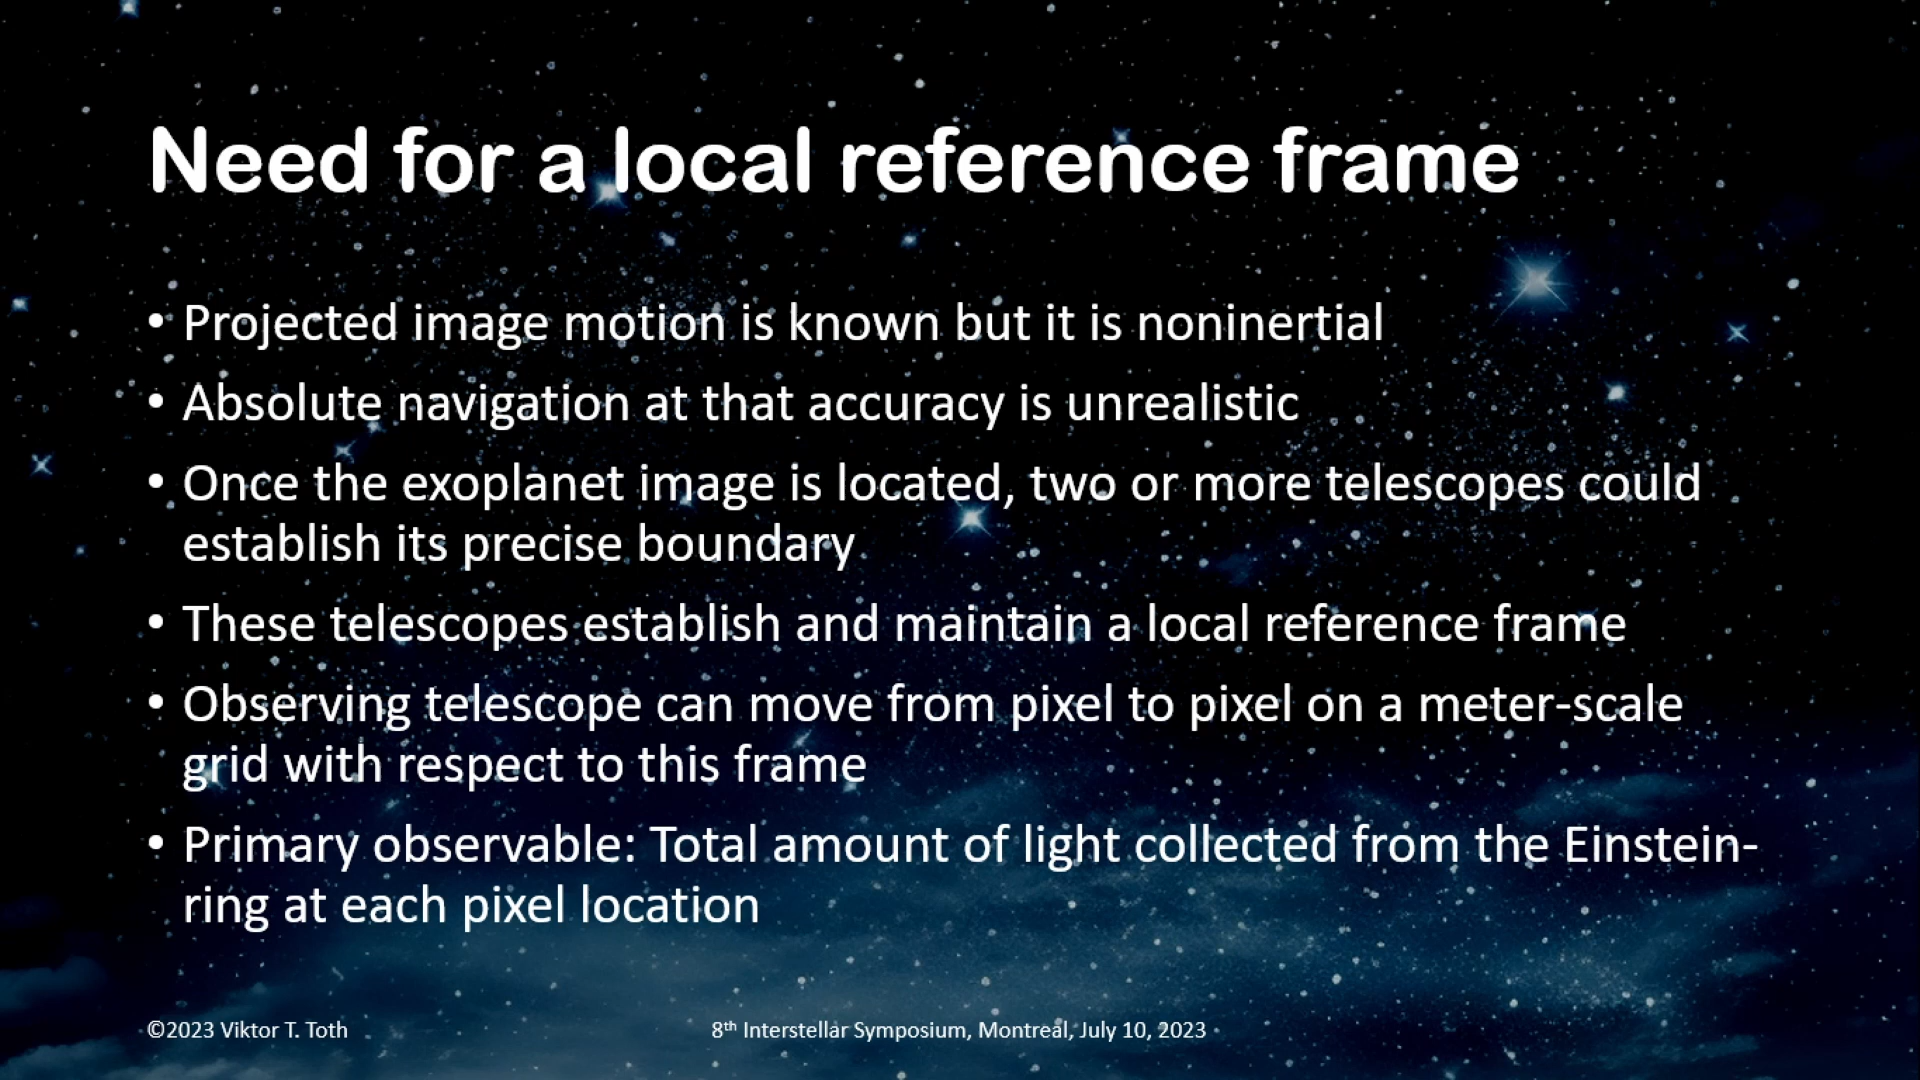 Need for a local reference frame
• Projected image motion is known but it is noninertial
• Absolute navigation at that accuracy is unrealistic
• Once the exoplanet image is located, two or more telescopes could
establish its precise boundary
• These telescopes establish and maintain a local reference frame
• Observing telescope can move from pixel to pixel on a meter-scale
grid with respect to this frame
• Primary observable: Total amount of light collected from the Einstein-
ring at each pixel location
©2023 Viktor T. Toth
8th Interstellar Symposium, Montreal, July 10, 2023